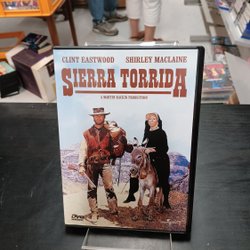 CLINT EASTWOOD SHIRLEY MACLAINE
SIERRA TORRIDA
A MARTIN RACKIN PRODUCTION
DVD